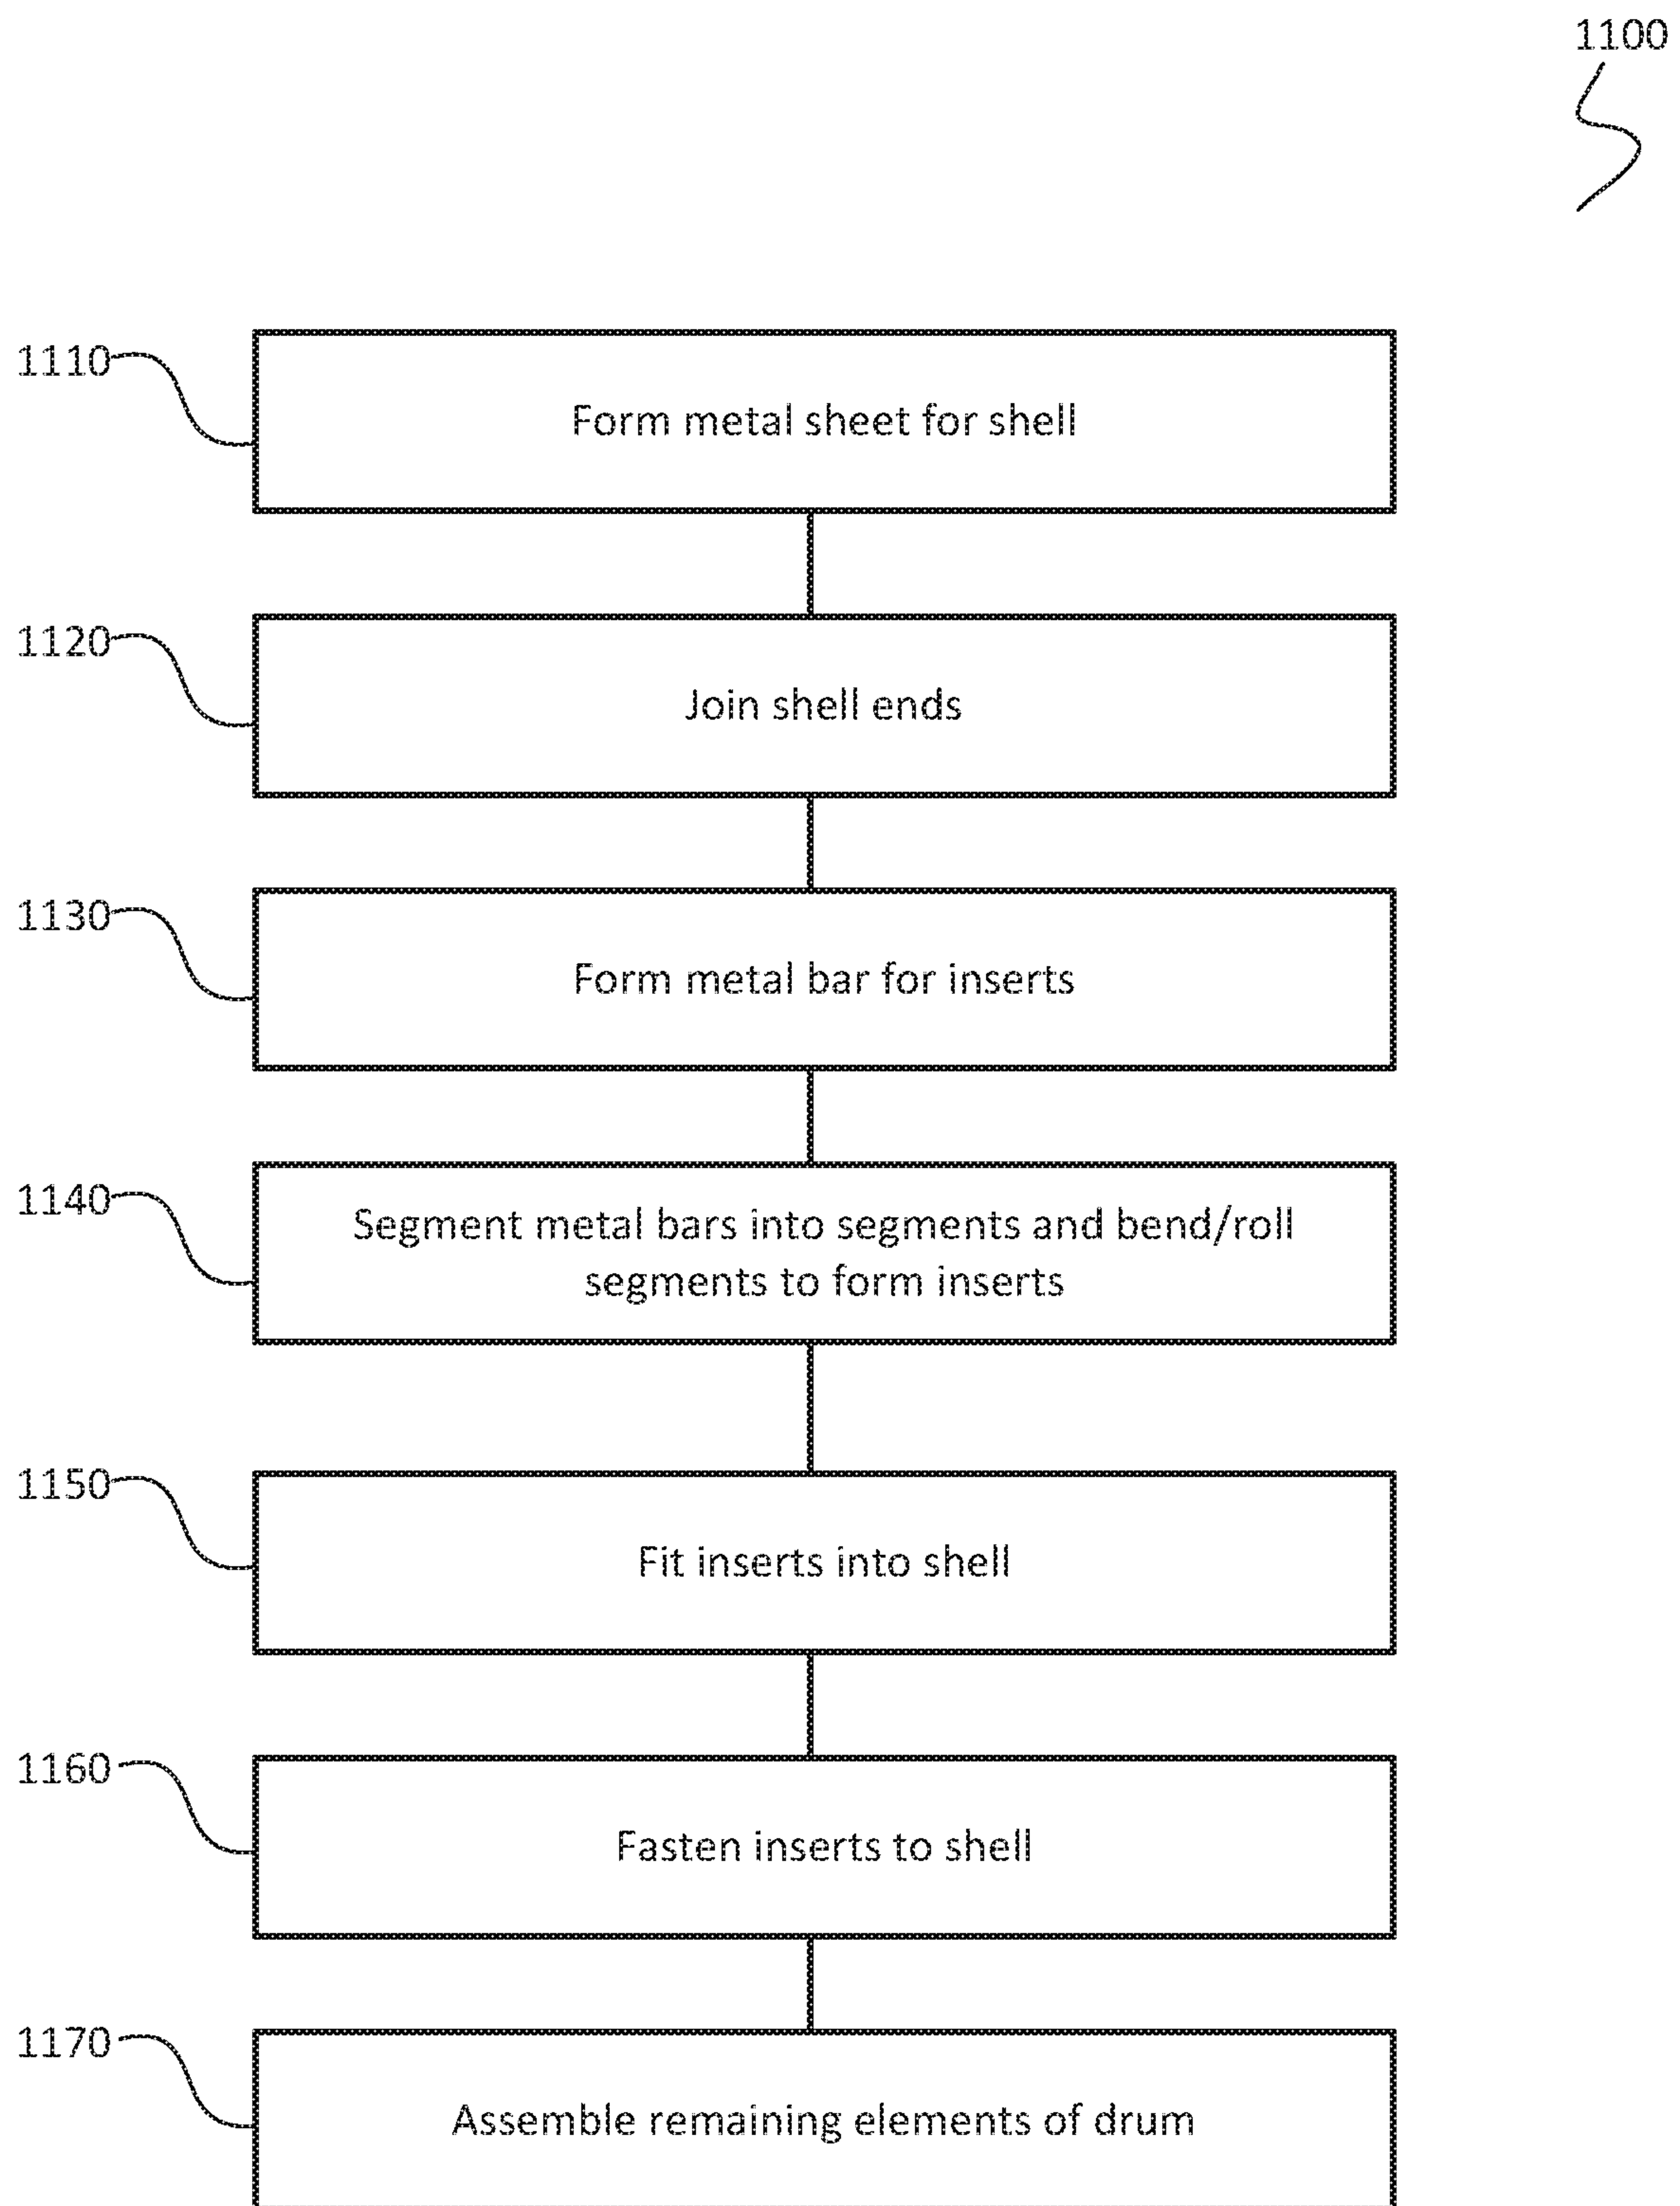 1100
1110
Form metal sheet for shell
1120
Join shell ends
1130
Form metal bar for inserts
1140
Segment metal bars into segments and bend/roll
segments to form inserts
1150
Fit inserts into shell
1160
Fasten inserts to shell
1170
Assemble remaining elements of drum